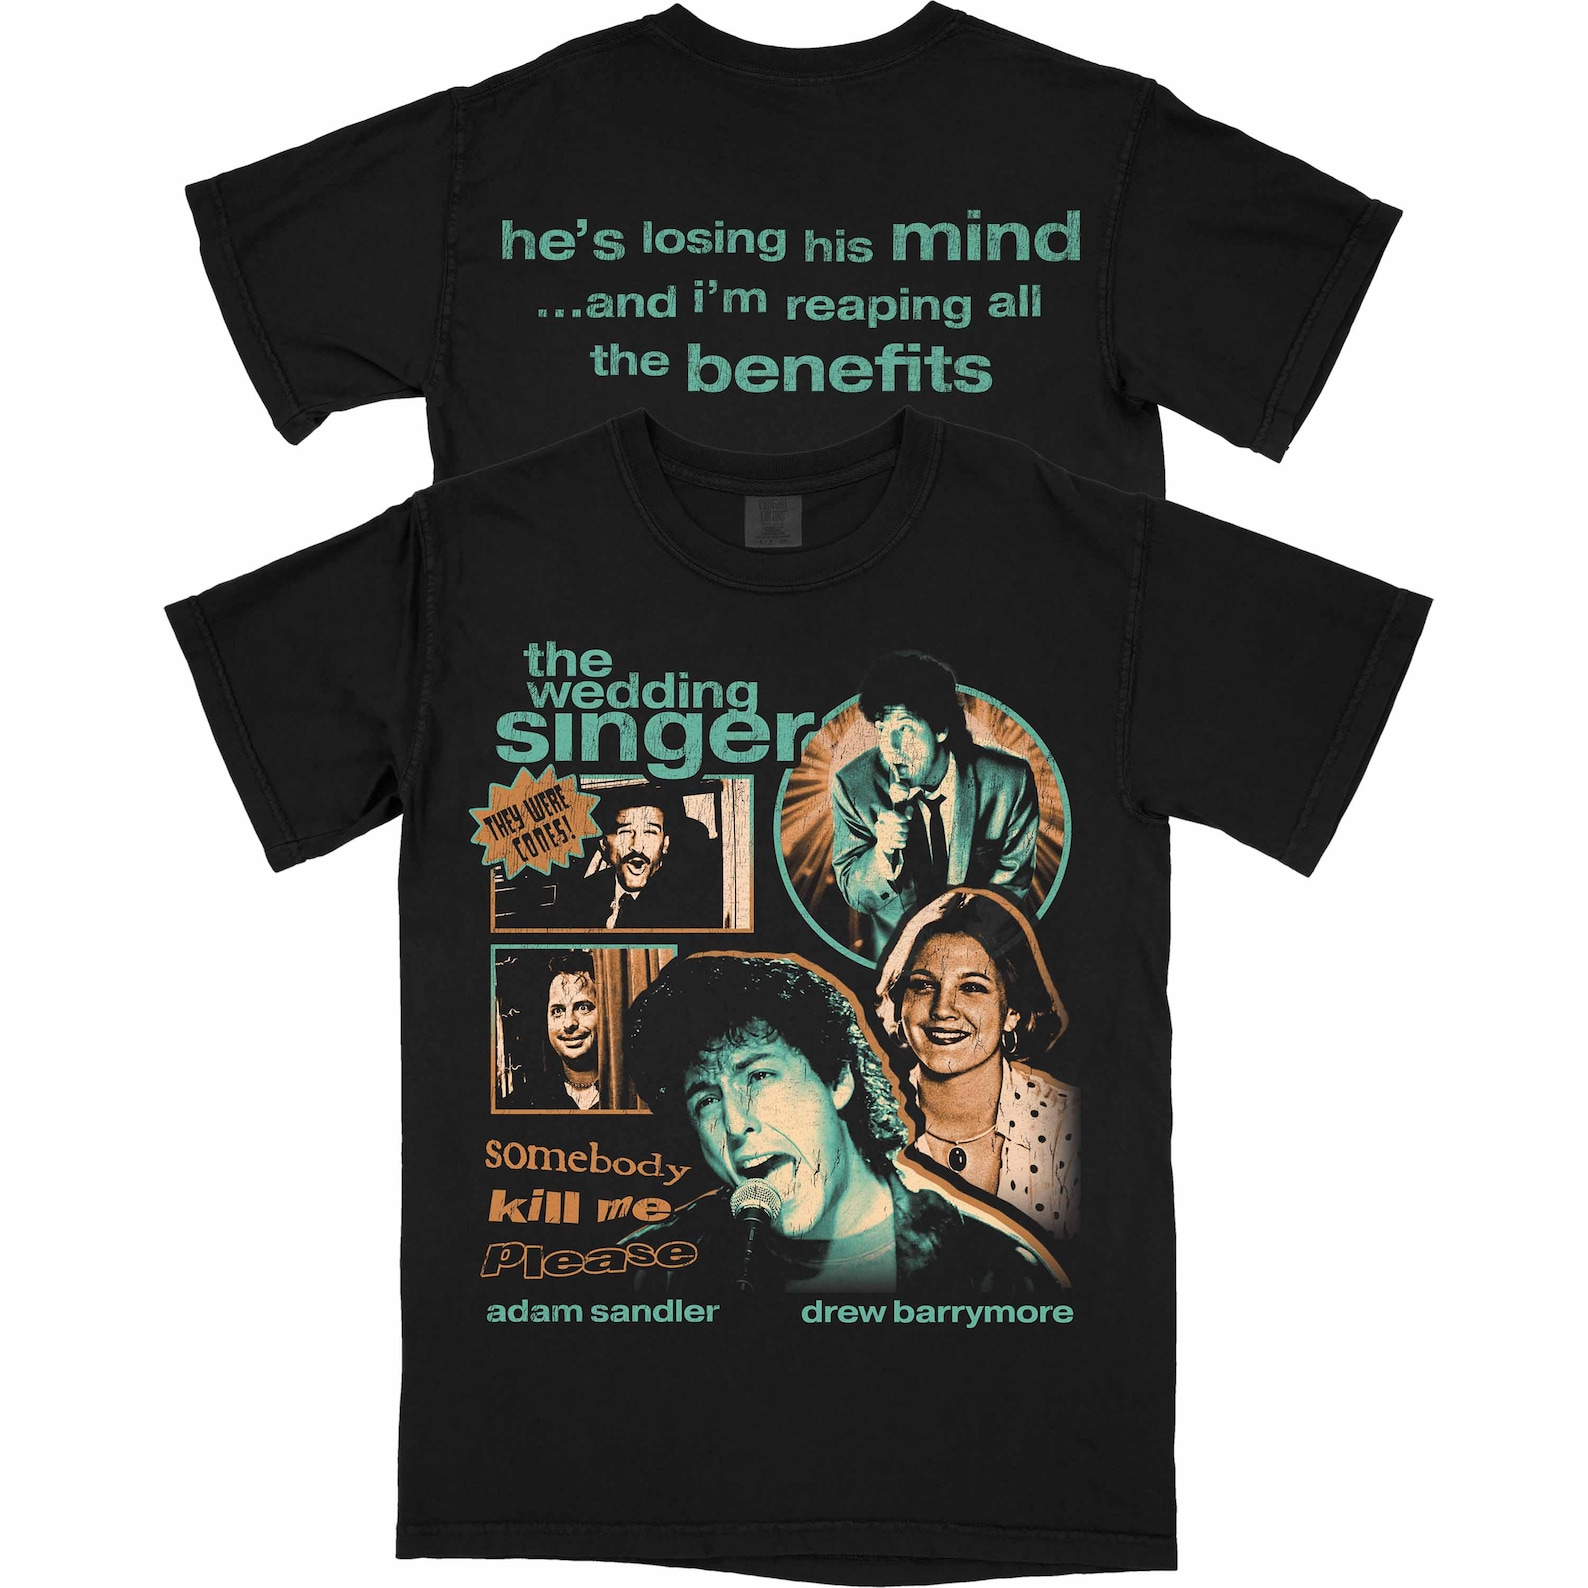 he's losing his mind
...and i'm reaping all
the benefits
the
wedding
singer
THEY WERE
CONES!
somebody
kill me
please
adam sandler
drew barrymore